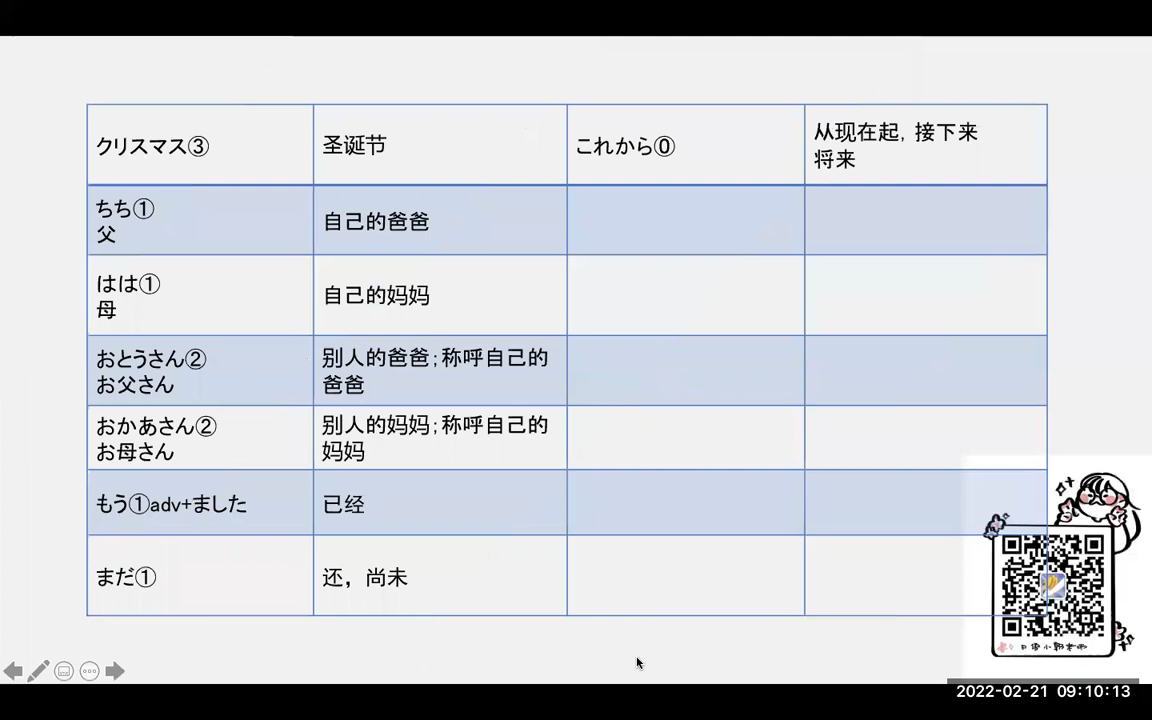 クリスマス③
圣诞节
これから⓪
从现在起, 接下来
将来
ちち①
父
自己的爸爸
はは①
母
自己的妈妈
おとうさん②
お父さん
别人的爸爸;称呼自己的
爸爸
おかあさん②
お母さん
别人的妈妈;称呼自己的
妈妈
もう①adv+ました
已经
まだ①
还，尚未
2022-02-21 09:10:13